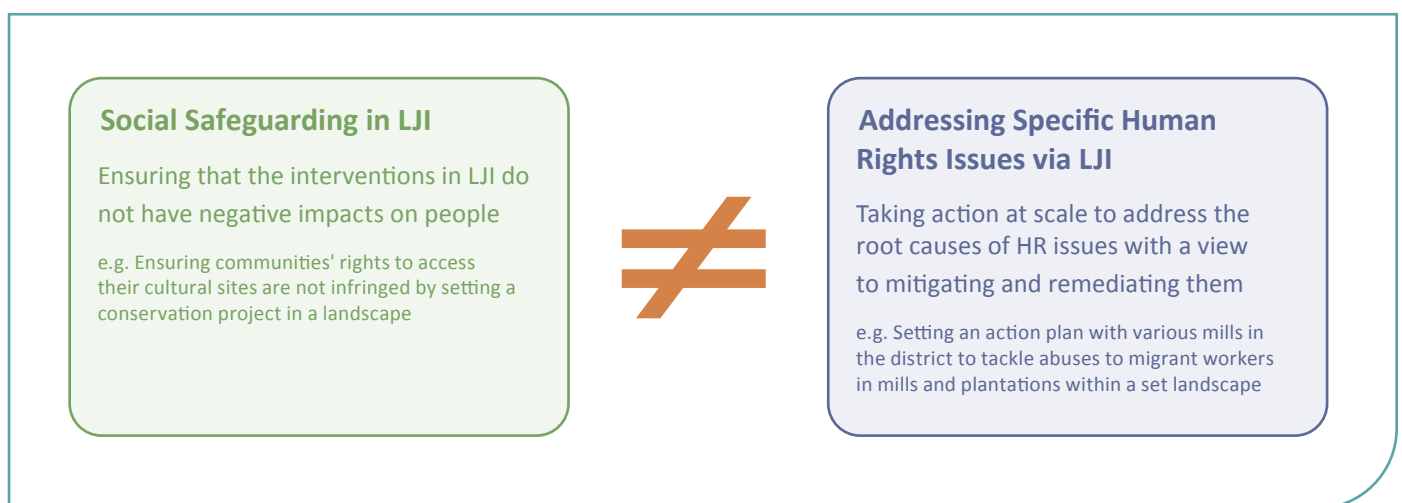 Social Safeguarding in LJI
Ensuring that the interventions in LJI do
not have negative impacts on people
e.g. Ensuring communities' rights to access
their cultural sites are not infringed by setting a
conservation project in a landscape
≠
Addressing Specific Human
Rights Issues via LJI
Taking action at scale to address the
root causes of HR issues with a view
to mitigating and remediating them
e.g. Setting an action plan with various mills in
the district to tackle abuses to migrant workers
in mills and plantations within a set landscape